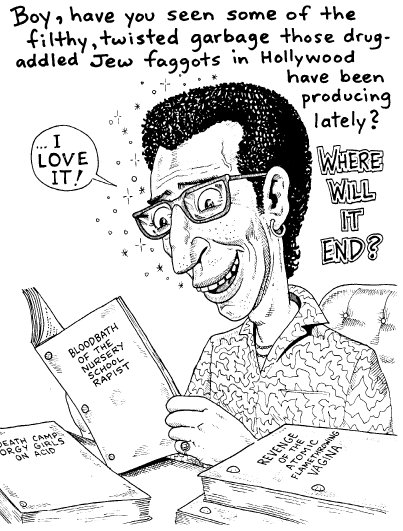 Boy, have you seen some of the
filthy, twisted garbage those drug-
addled Jew faggots in Hollywood
have been
producing
lately?
... I
LOVE
IT!
WHERE
WILL
IT
END?
BLOODBATH
OF THE
NURSERY
SCHOOL
RAPIST
DEATH CAMP
ORGY GIRLS
ON ACID
REVENGE
OF THE
ATOMIC
FLAMETHROWING
VAGINA